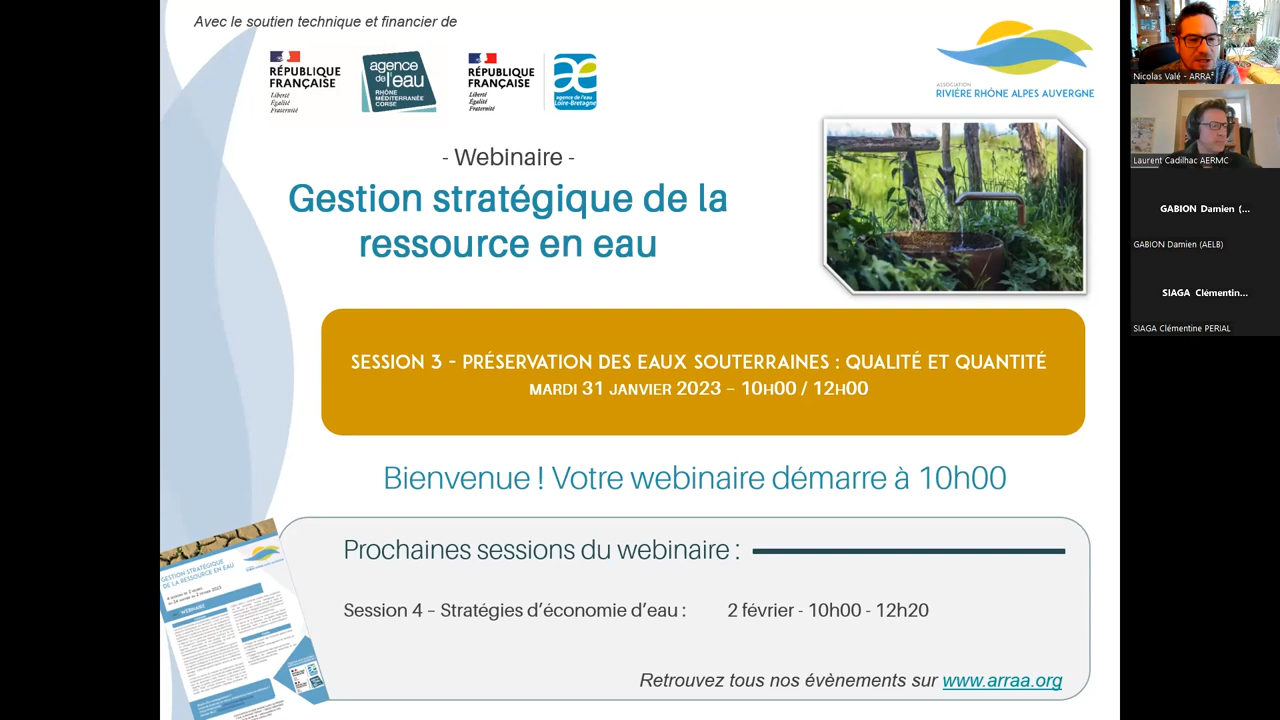 Avec le soutien technique et financier de
RÉPUBLIQUE
FRANÇAISE
Liberté
Égalité
Fraternité
agence
de l'eau
RHÔNE
MÉDITERRANÉE
CORSE
RÉPUBLIQUE
FRANÇAISE
Liberté
Égalité
Fraternité
agence de l'eau
Loire-Bretagne
ASSOCIATION
RIVIÈRE RHÔNE ALPES AUVERGNE
- Webinaire -
Gestion stratégique de la
ressource en eau
SESSION 3 - PRÉSERVATION DES EAUX SOUTERRAINES : QUALITÉ ET QUANTITÉ
MARDI 31 JANVIER 2023 – 10H00 / 12H00
Bienvenue ! Votre webinaire démarre à 10h00
GESTION STRATÉGIQUE
DE LA RESSOURCE EN EAU
WEBINAIRE
Prochaines sessions du webinaire :
Session 4 – Stratégies d'économie d'eau : 2 février - 10h00 - 12h20
Retrouvez tous nos évènements sur www.arraa.org
Nicolas Valé - ARRA²
Laurent Cadilhac AERMC
GABION Damien (...
GABION Damien (AELB)
SIAGA Clémentin...
SIAGA Clémentine PERIAL